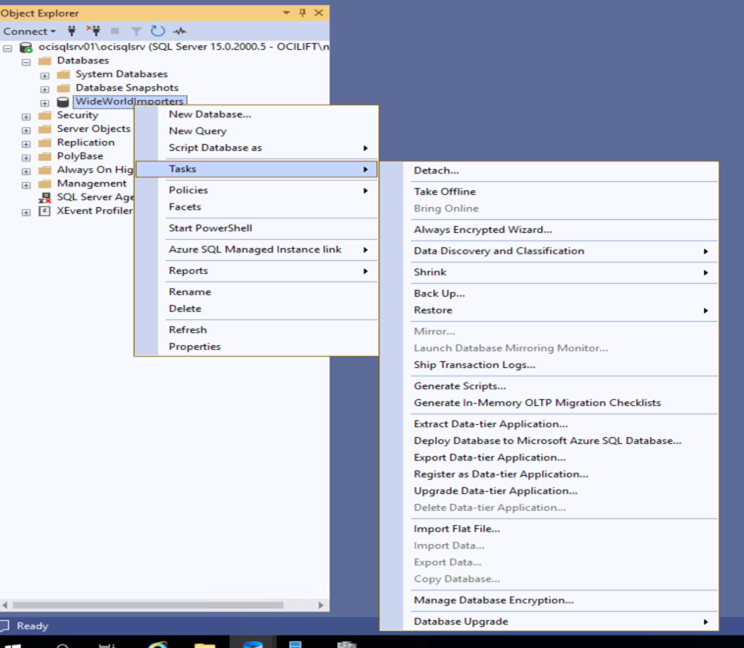 Object Explorer
Connect
ocisqlsrv01\ocisqlsrv (SQL Server 15.0.2000.5 - OCILIFT\n
Databases
System Databases
Database Snapshots
WideWorldImporters
Security
Server Objects
Replication
PolyBase
Always On Hig
Management
SQL Server Age
XEvent Profiler
New Database...
New Query
Script Database as
Tasks
Policies
Facets
Start PowerShell
Azure SQL Managed Instance link
Reports
Rename
Delete
Refresh
Properties
Detach...
Take Offline
Bring Online
Always Encrypted Wizard...
Data Discovery and Classification
Shrink
Back Up...
Restore
Mirror...
Launch Database Mirroring Monitor...
Ship Transaction Logs...
Generate Scripts...
Generate In-Memory OLTP Migration Checklists
Extract Data-tier Application...
Deploy Database to Microsoft Azure SQL Database...
Export Data-tier Application...
Register as Data-tier Application...
Upgrade Data-tier Application...
Delete Data-tier Application...
Import Flat File...
Import Data...
Export Data...
Copy Database...
Manage Database Encryption...
Database Upgrade
Ready